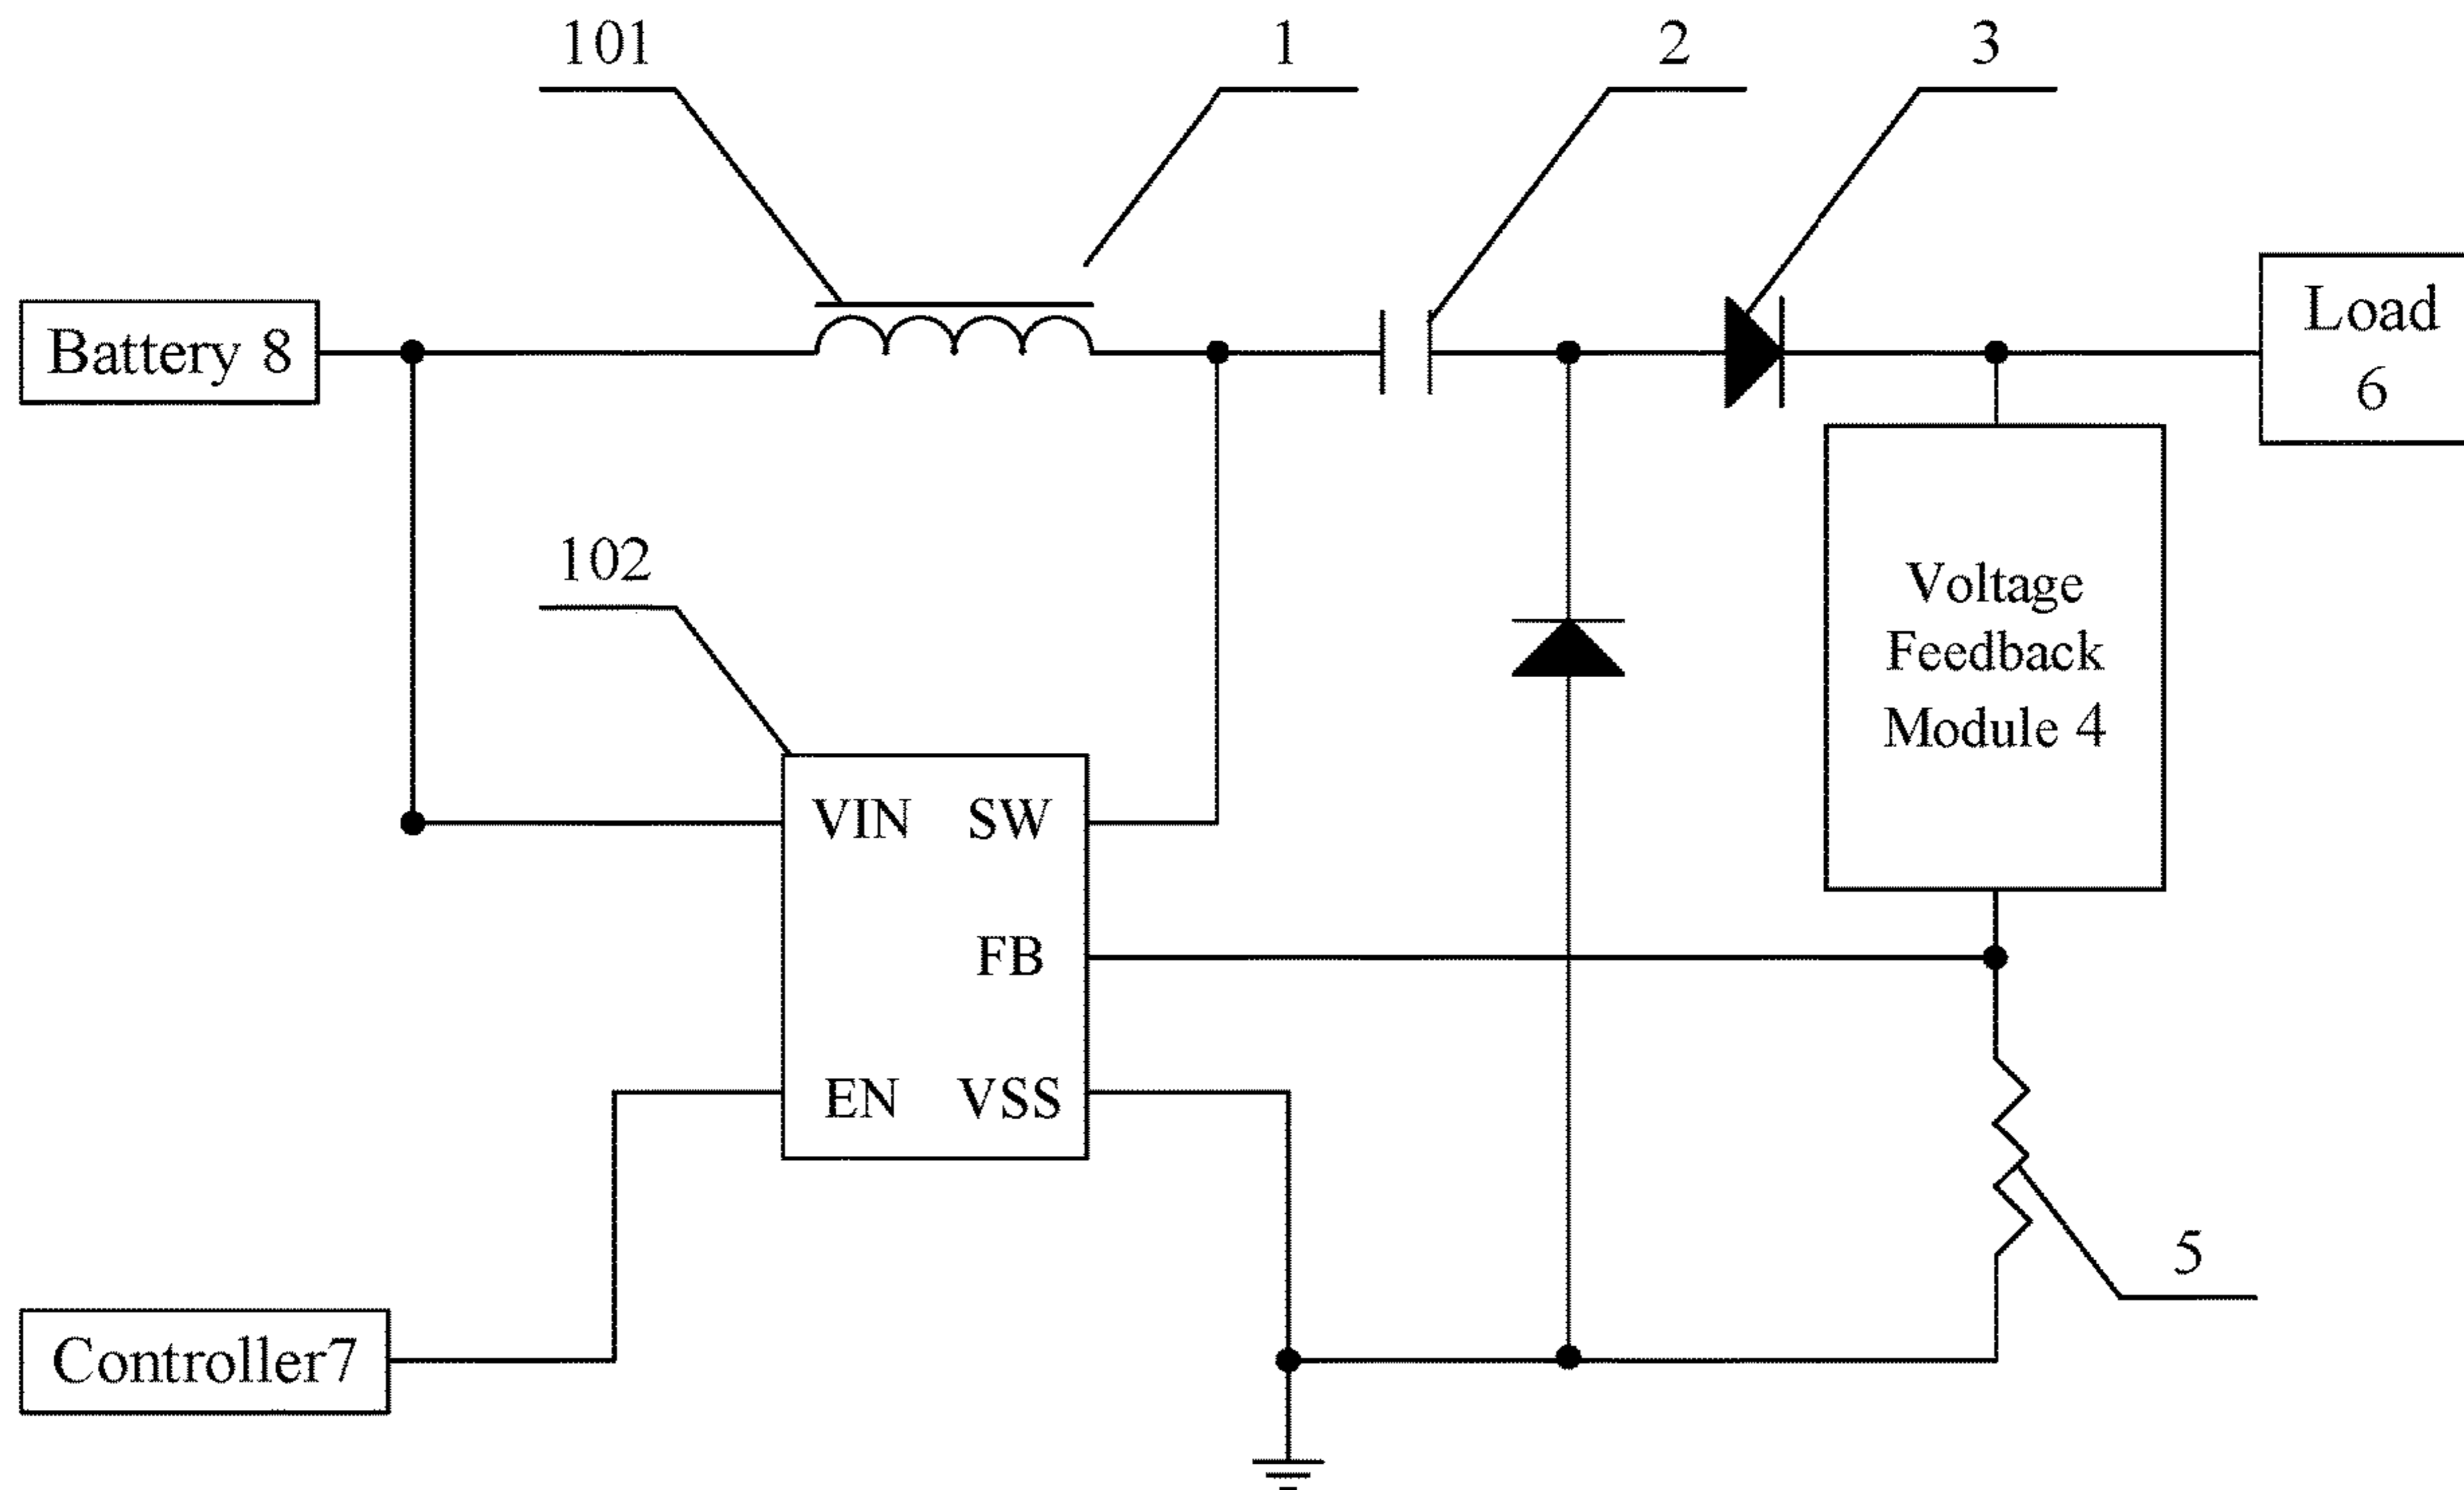 101
1
2
3
Battery 8
Load
6
102
Voltage
Feedback
Module 4
VIN SW
FB
EN VSS
5
Controller7